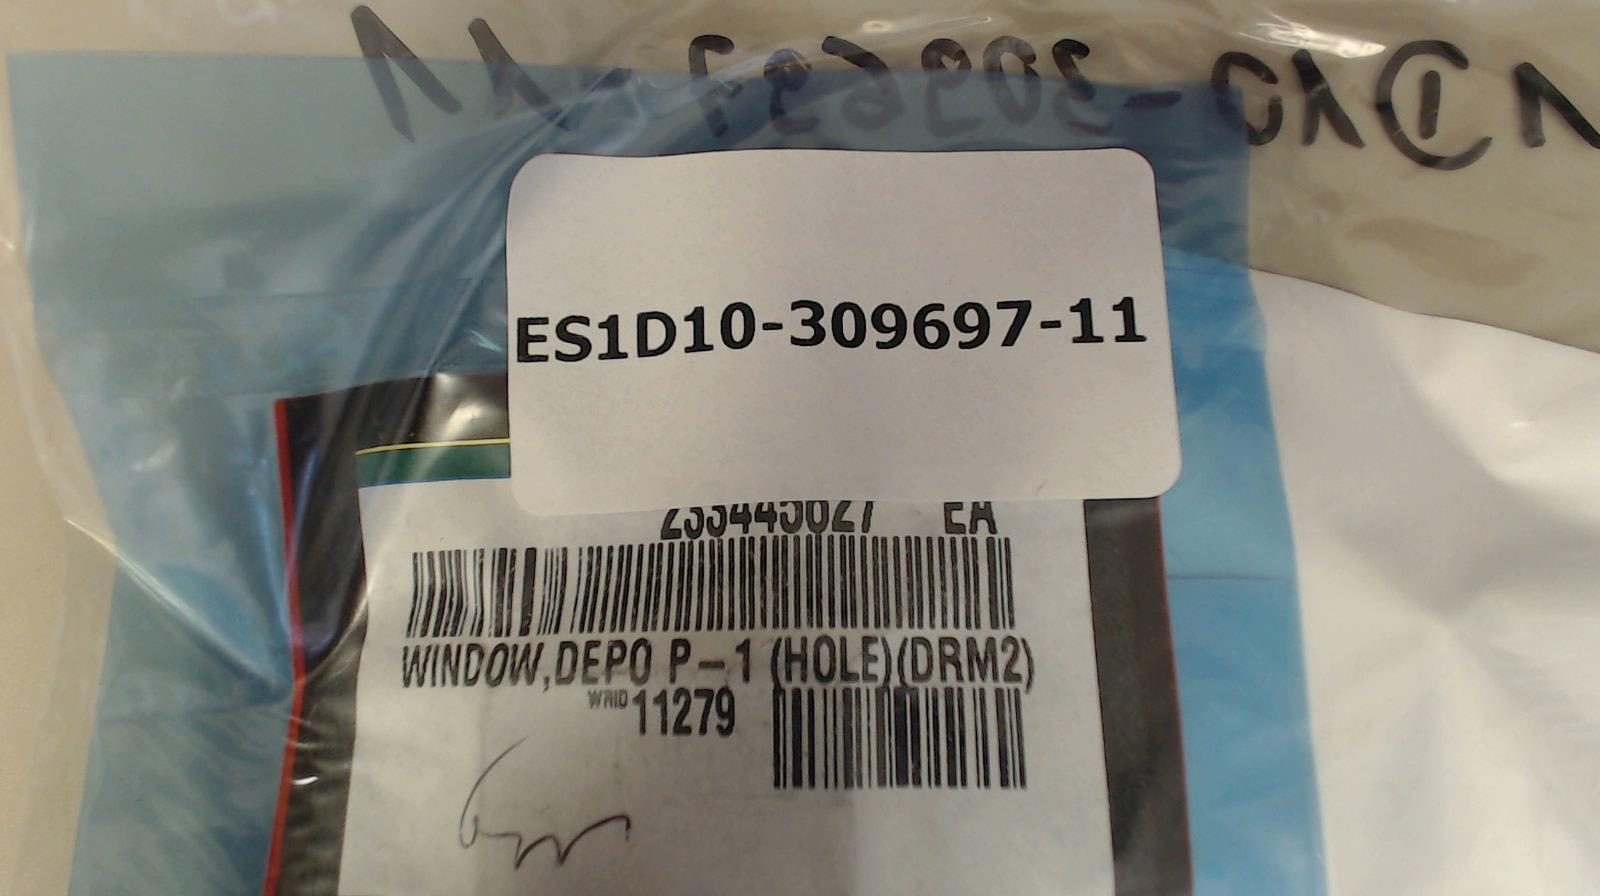 ES1D10-309697-11
EA
WINDOW,DEPO P-1 (HOLE)(DRM2)
WRID 11279